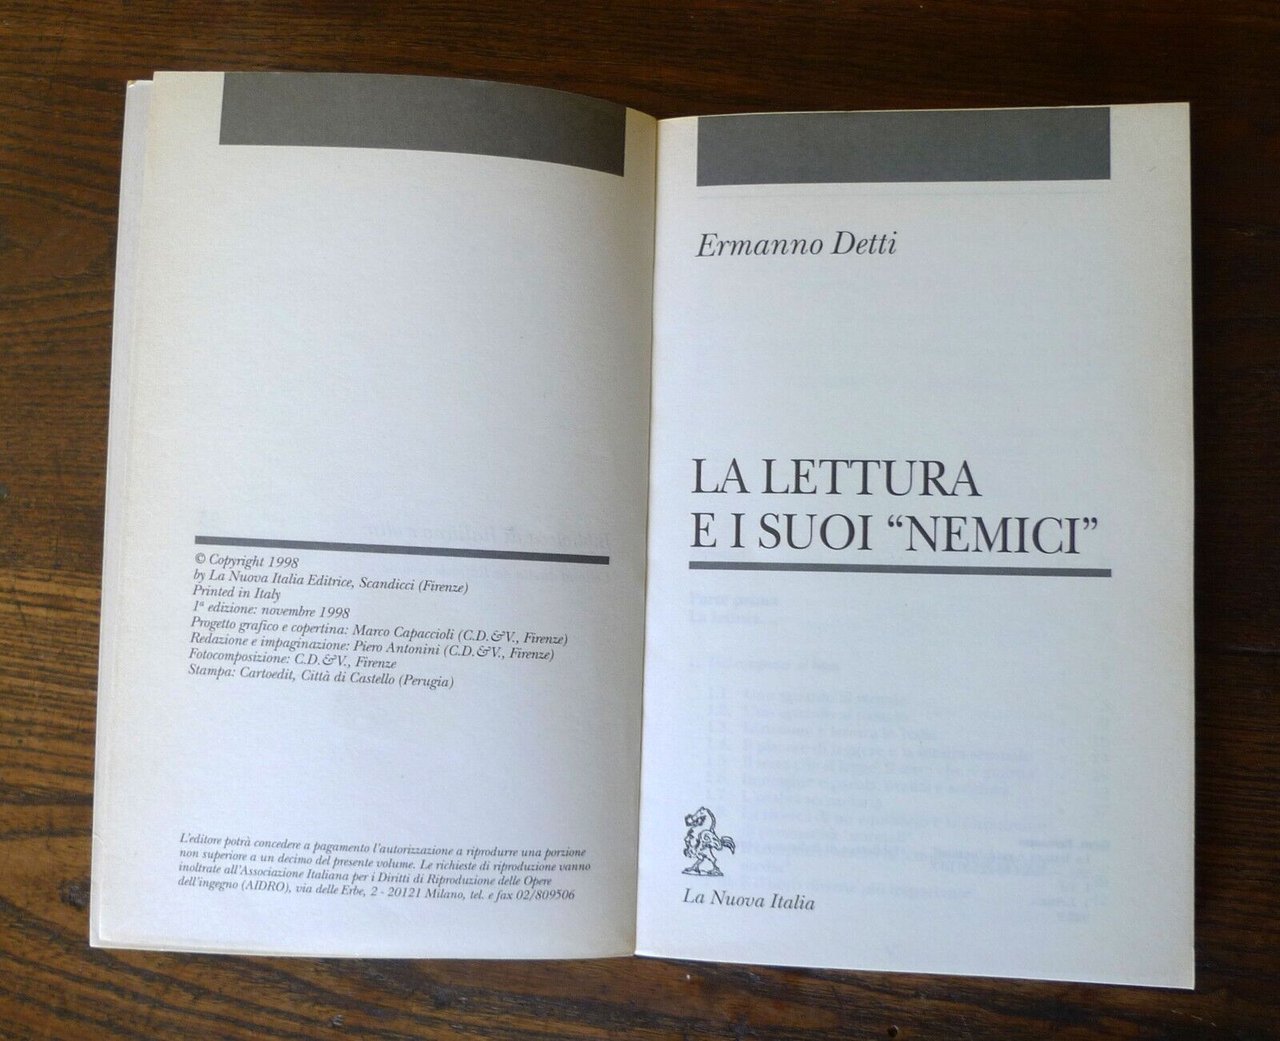 © Copyright 1998
by La Nuova Italia Editrice, Scandicci (Firenze)
Printed in Italy
1ª edizione: novembre 1998
Progetto grafico e copertina: Marco Capaccioli (C.D.&V., Firenze)
Redazione e impaginazione: Piero Antonini (C.D.&V., Firenze)
Fotocomposizione: C.D.&V., Firenze
Stampa: Cartoedit, Città di Castello (Perugia)
L'editore potrà concedere a pagamento l'autorizzazione a riprodurre una porzione
non superiore a un decimo del presente volume. Le richieste di riproduzione vanno
inoltrate all'Associazione Italiana per i Diritti di Riproduzione delle Opere
dell'ingegno (AIDRO), via delle Erbe, 2 - 20121 Milano, tel. e fax 02/809506
Ermanno Detti
LA LETTURA
E I SUOI “NEMICI”
La Nuova Italia